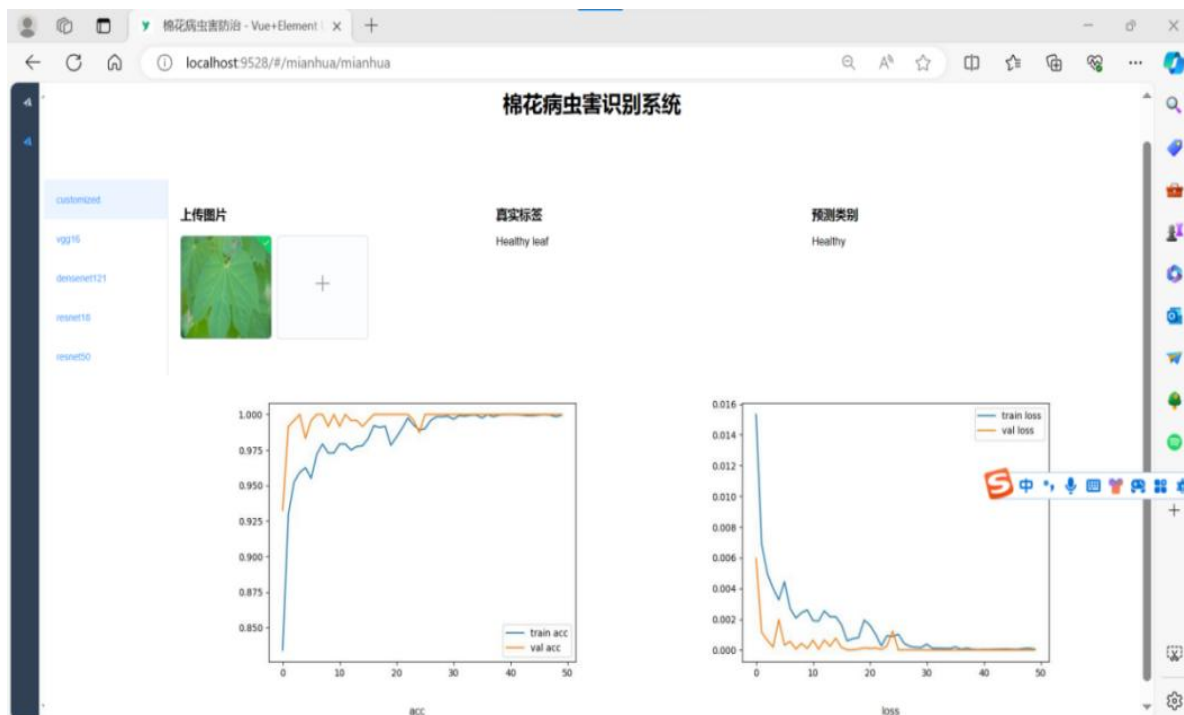 棉花病虫害防治 - Vue+Element
localhost:9528/#/mianhua/mianhua
棉花病虫害识别系统
customized
vgg16
densenet121
resnet18
resnet50
上传图片
真实标签
预测类别
Healthy leaf
Healthy
1.000
0.975
0.950
0.925
0.900
0.875
0.850
0
10
20
30
40
50
train acc
val acc
acc
0.016
0.014
0.012
0.010
0.008
0.006
0.004
0.002
0.000
0
10
20
30
40
50
train loss
val loss
loss
中